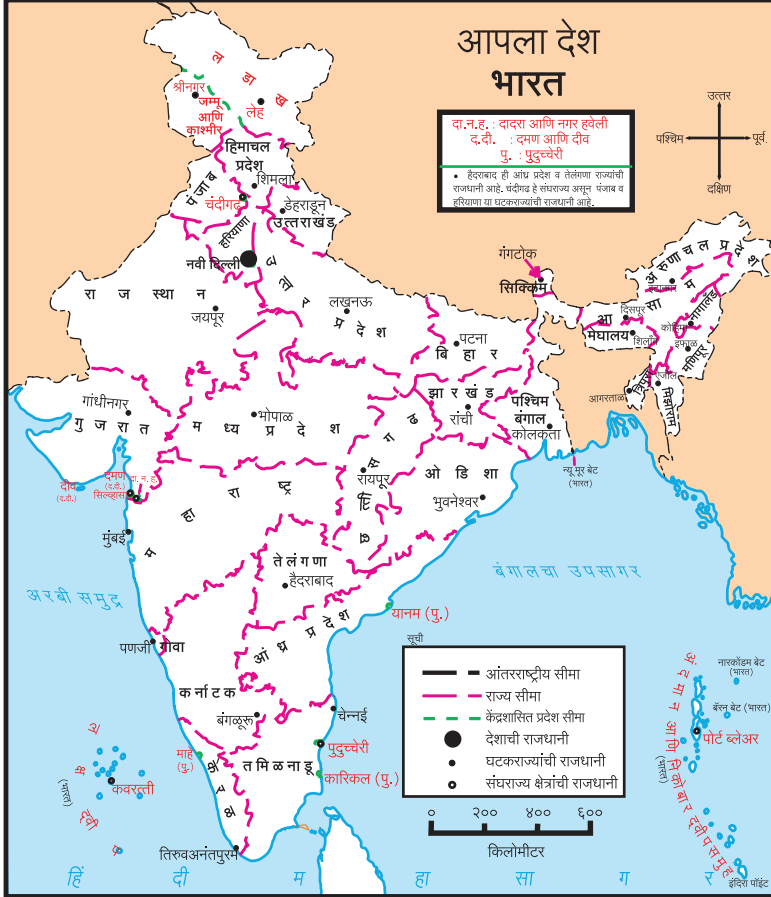 आपला देश
भारत
दा.न.ह. : दादरा आणि नगर हवेली
द.दी. : दमण आणि दीव
पु. : पुदुच्चेरी
• हैदराबाद ही आंध्र प्रदेश व तेलंगणा राज्यांची
राजधानी आहे. चंदीगढ हे संघराज्य असून पंजाब व
हरियाणा या घटकराज्यांची राजधानी आहे.
उत्तर
पश्चिम
पूर्व.
दक्षिण
लडाख
श्रीनगर
जम्मू
आणि
काश्मीर
लेह
हिमाचल
प्रदेश
शिमला
पंजाब
चंदीगढ
डेहराडून
उत्तराखंड
हरियाणा
नवी दिल्ली
उत्तर प्रदेश
लखनऊ
राजस्थान
जयपूर
गंगटोक
सिक्किम
अरुणाचल प्रदेश
आसाम
दिसपूर
मेघालय
शिलाँग
कोहिमा
नागालँड
इंफाळ
मणिपूर
ऐजॉल
मिझोराम
आगरताळा
त्रिपुरा
पटना
बिहार
झारखंड
रांची
पश्चिम
बंगाल
कोलकता
न्यू मूर बेट
(भारत)
गांधीनगर
गुजरात
भोपाळ
मध्य प्रदेश
छत्तीसगढ
रायपूर
ओडिशा
भुवनेश्वर
दीव
(द.दी.)
दमण
(द.दी.)
दा. न. ह.
सिल्व्हासा
महाराष्ट्र
मुंबई
तेलंगणा
हैदराबाद
बंगालचा उपसागर
अरबी समुद्र
यानम (पु.)
आंध्र प्रदेश
पणजी
गोवा
कर्नाटक
बंगळूरू
चेन्नई
माहे
(पु.)
पुदुच्चेरी
तमिळनाडू
कारिकल (पु.)
केरळ
तिरुवअनंतपुरम
लक्षद्वीप
(भारत)
कवरत्ती
सूची
आंतरराष्ट्रीय सीमा
राज्य सीमा
केंद्रशासित प्रदेश सीमा
देशाची राजधानी
घटकराज्यांची राजधानी
संघराज्य क्षेत्रांची राजधानी
० २०० ४०० ६००
किलोमीटर
अंदमान आणि निकोबार द्वीपसमूह
(भारत)
नारकोंडम बेट
(भारत)
बॅरन बेट (भारत)
पोर्ट ब्लेअर
इंदिरा पॉइंट
हिंदी महासागर